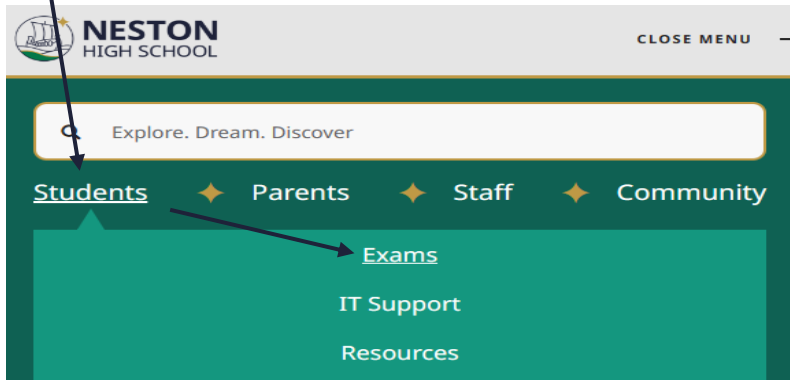 NESTON
HIGH SCHOOL
CLOSE MENU
Explore. Dream. Discover
Students Parents Staff Community
Exams
IT Support
Resources